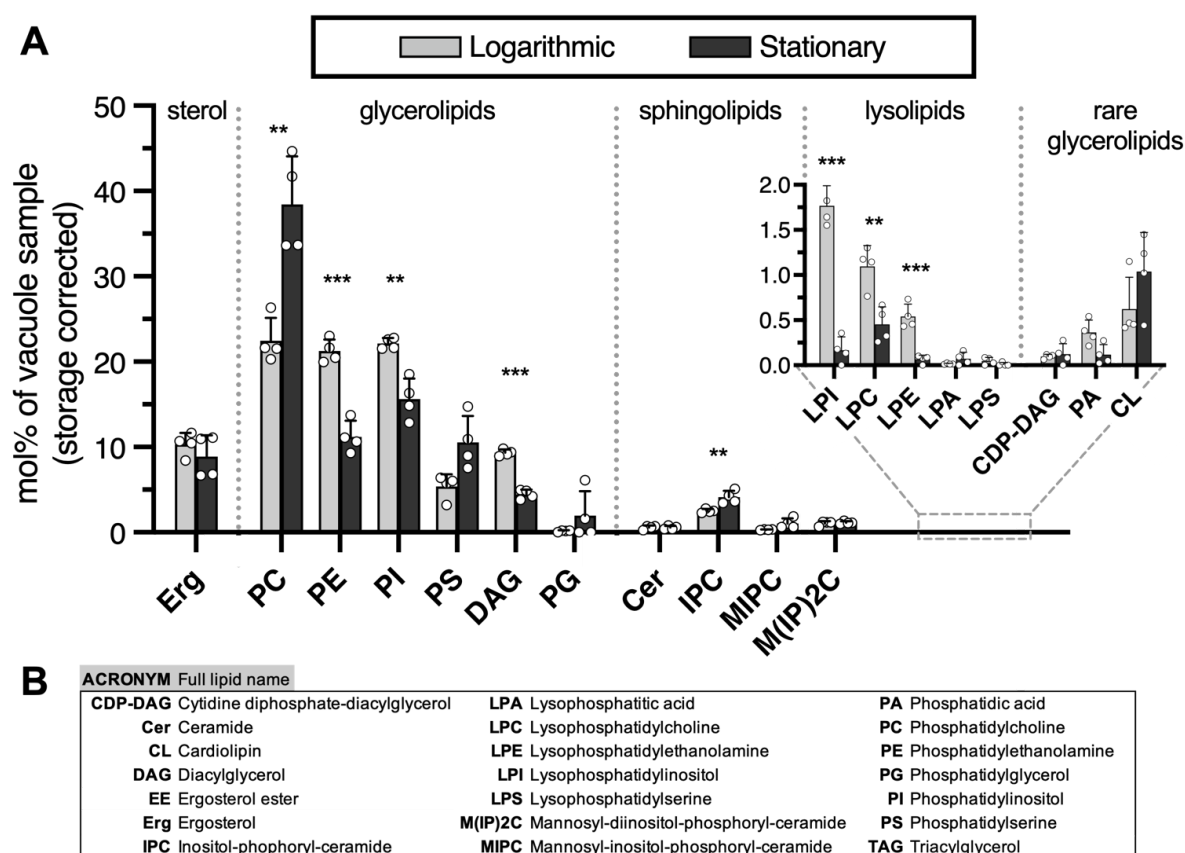 A
Logarithmic Stationary
sterol glycerolipids sphingolipids lysolipids rare
glycerolipids
mol% of vacuole sample
(storage corrected)
50
40
30
20
10
0
** *** ** *** **
Erg PC PE PI PS DAG PG Cer IPC MIPC M(IP)2C
2.0
1.5
1.0
0.5
0.0
*** ** ***
LPI LPC LPE LPA LPS CDP-DAG PA CL
B
ACRONYM Full lipid name
CDP-DAG Cytidine diphosphate-diacylglycerol LPA Lysophosphatitic acid PA Phosphatidic acid
Cer Ceramide LPC Lysophosphatidylcholine PC Phosphatidylcholine
CL Cardiolipin LPE Lysophosphatidylethanolamine PE Phosphatidylethanolamine
DAG Diacylglycerol LPI Lysophosphatidylinositol PG Phosphatidylglycerol
EE Ergosterol ester LPS Lysophosphatidylserine PI Phosphatidylinositol
Erg Ergosterol M(IP)2C Mannosyl-diinositol-phosphoryl-ceramide PS Phosphatidylserine
IPC Inositol-phophoryl-ceramide MIPC Mannosyl-inositol-phosphoryl-ceramide TAG Triacylglycerol